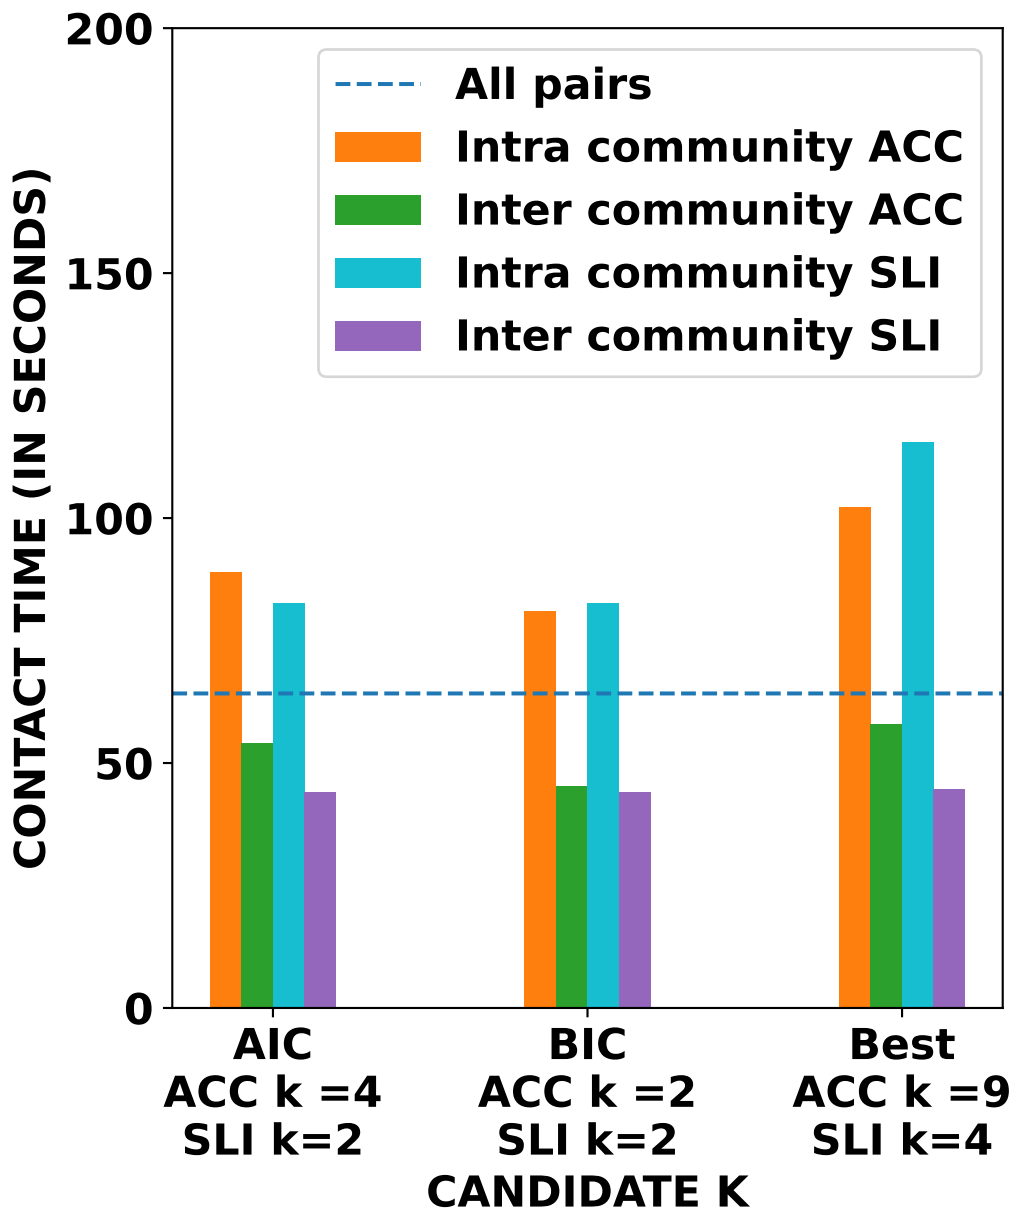 200
150
100
50
0
CONTACT TIME (IN SECONDS)
All pairs
Intra community ACC
Inter community ACC
Intra community SLI
Inter community SLI
AIC
ACC k =4
SLI k=2
BIC
ACC k =2
SLI k=2
Best
ACC k =9
SLI k=4
CANDIDATE K